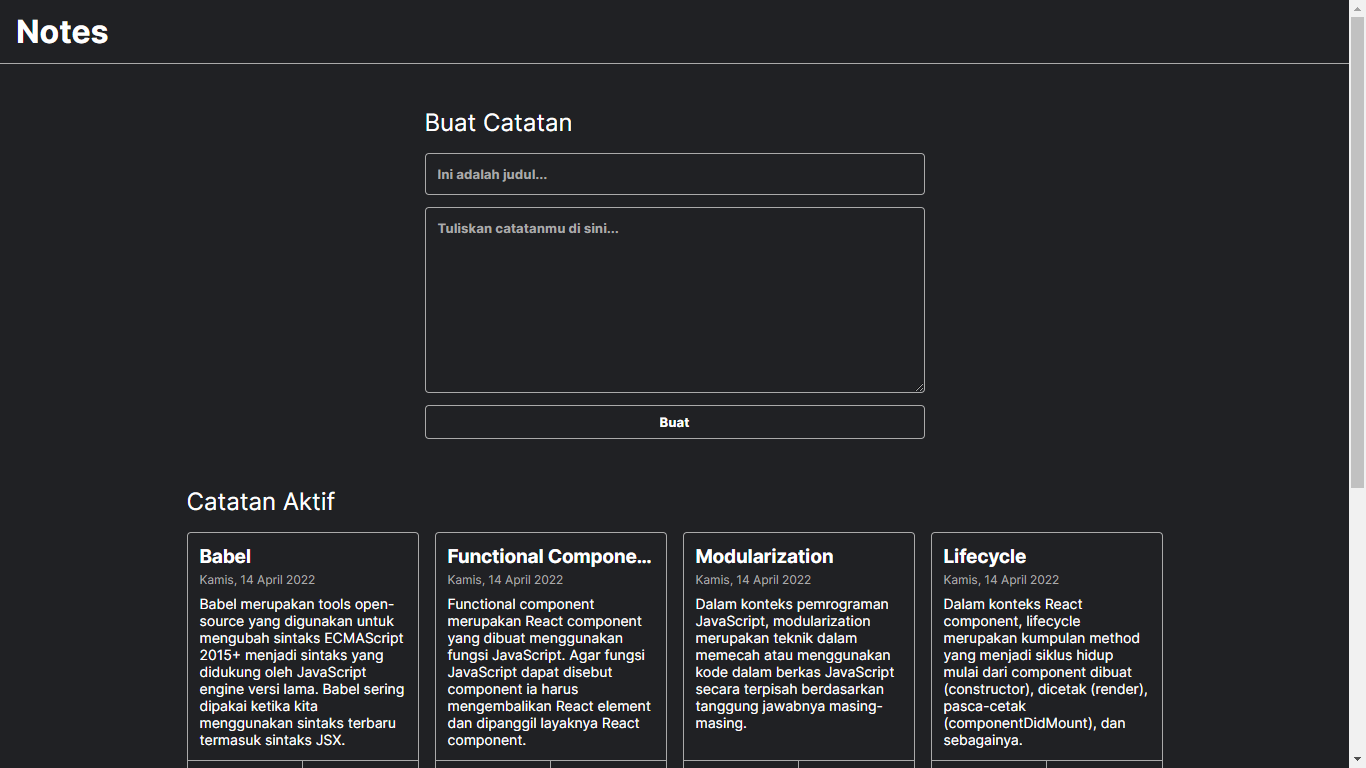 Notes
Buat Catatan
Ini adalah judul...
Tuliskan catatanmu di sini...
Buat
Catatan Aktif
Babel
Kamis, 14 April 2022
Babel merupakan tools open-
source yang digunakan untuk
mengubah sintaks ECMAScript
2015+ menjadi sintaks yang
didukung oleh JavaScript
engine versi lama. Babel sering
dipakai ketika kita
menggunakan sintaks terbaru
termasuk sintaks JSX.
Functional Compone...
Kamis, 14 April 2022
Functional component
merupakan React component
yang dibuat menggunakan
fungsi JavaScript. Agar fungsi
JavaScript dapat disebut
component ia harus
mengembalikan React element
dan dipanggil layaknya React
component.
Modularization
Kamis, 14 April 2022
Dalam konteks pemrograman
JavaScript, modularization
merupakan teknik dalam
memecah atau menggunakan
kode dalam berkas JavaScript
secara terpisah berdasarkan
tanggung jawabnya masing-
masing.
Lifecycle
Kamis, 14 April 2022
Dalam konteks React
component, lifecycle
merupakan kumpulan method
yang menjadi siklus hidup
mulai dari component dibuat
(constructor), dicetak (render),
pasca-cetak
(componentDidMount), dan
sebagainya.